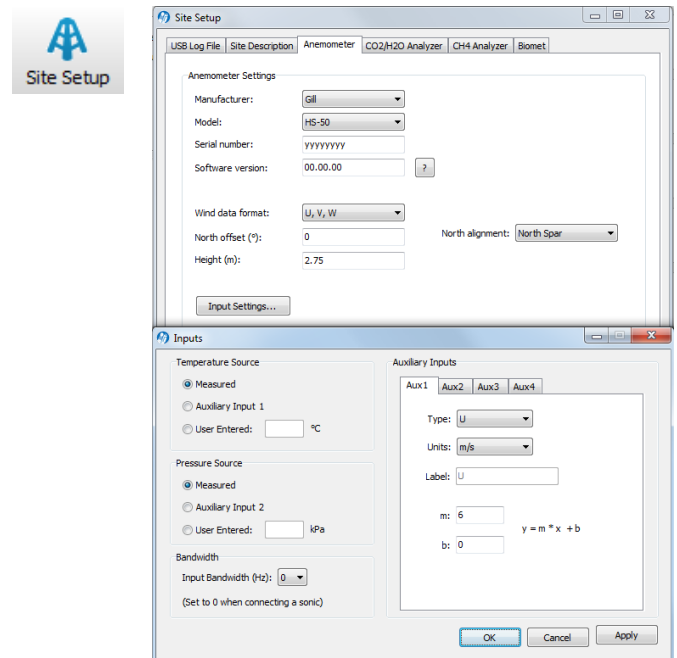 Site Setup
Site Setup
USB Log File Site Description Anemometer CO2/H2O Analyzer CH4 Analyzer Biomet
Anemometer Settings
Manufacturer: Gill
Model: HS-50
Serial number: yyyyyyyy
Software version: 00.00.00 ?
Wind data format: U, V, W
North offset (º): 0 North alignment: North Spar
Height (m): 2.75
Input Settings...
Inputs
Temperature Source
Measured
Auxiliary Input 1
User Entered: ºC
Pressure Source
Measured
Auxiliary Input 2
User Entered: kPa
Bandwidth
Input Bandwidth (Hz): 0
(Set to 0 when connecting a sonic)
Auxiliary Inputs
Aux1 Aux2 Aux3 Aux4
Type: U
Units: m/s
Label: U
m: 6
y = m * x + b
b: 0
OK Cancel Apply